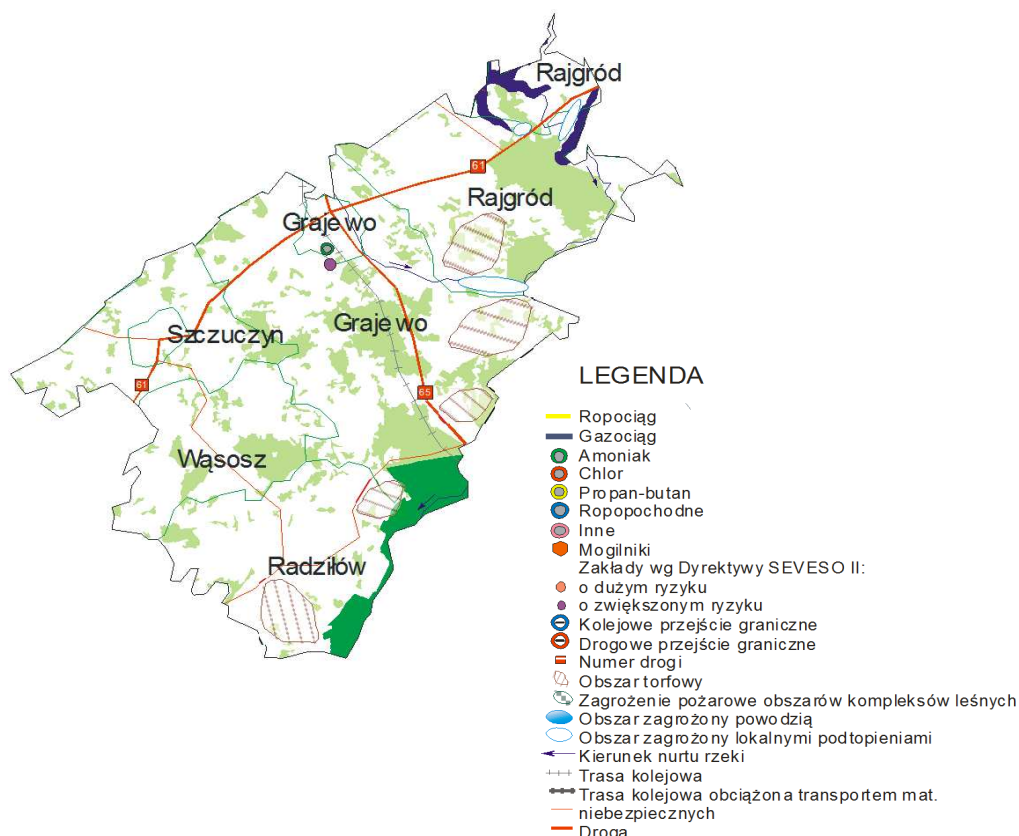 Rajgród
61
Rajgród
Grajewo
Grajewo
Szczuczyn
61
65
Wąsosz
Radziłów
LEGENDA
Ropociąg
Gazociąg
Amoniak
Chlor
Propan-butan
Ropopochodne
Inne
Mogilniki
Zakłady wg Dyrektywy SEVESO II:
o dużym ryzyku
o zwiększonym ryzyku
Kolejowe przejście graniczne
Drogowe przejście graniczne
Numer drogi
Obszar torfowy
Zagrożenie pożarowe obszarów kompleksów leśnych
Obszar zagrożony powodzią
Obszar zagrożony lokalnymi podtopieniami
Kierunek nurtu rzeki
Trasa kolejowa
Trasa kolejowa obciążona transportem mat.
niebezpiecznych
Droga